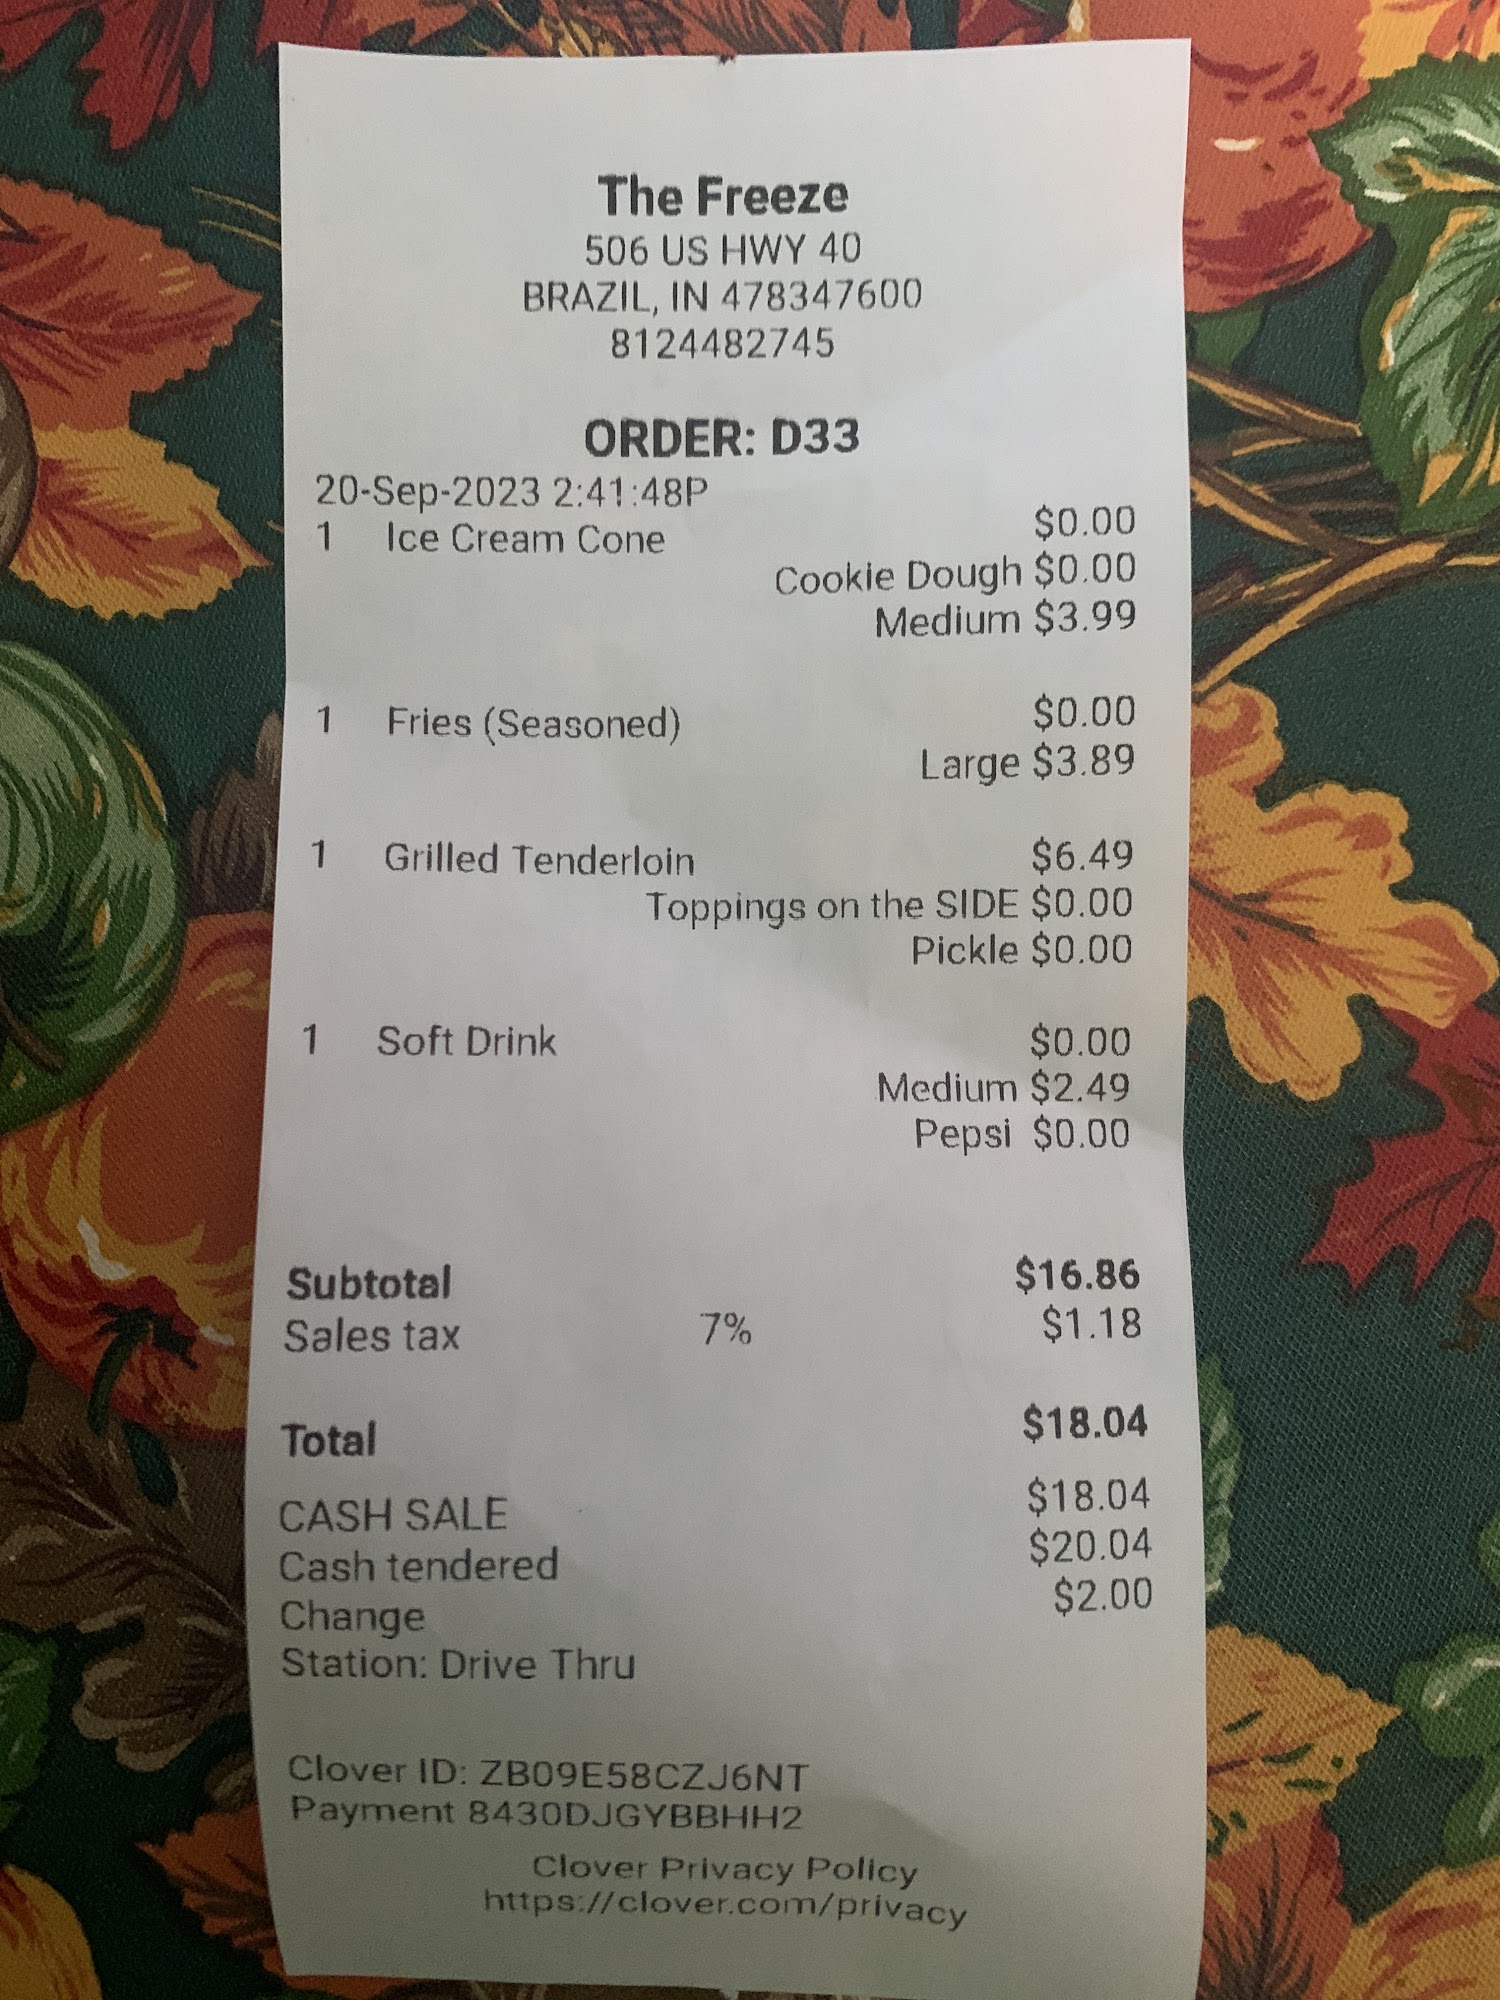 The Freeze
506 US HWY 40
BRAZIL, IN 478347600
8124482745
ORDER: D33
20-Sep-2023 2:41:48P
1 Ice Cream Cone $0.00
Cookie Dough $0.00
Medium $3.99
1 Fries (Seasoned) $0.00
Large $3.89
1 Grilled Tenderloin $6.49
Toppings on the SIDE $0.00
Pickle $0.00
1 Soft Drink $0.00
Medium $2.49
Pepsi $0.00
Subtotal $16.86
Sales tax 7% $1.18
Total $18.04
CASH SALE $18.04
Cash tendered $20.04
Change $2.00
Station: Drive Thru
Clover ID: ZB09E58CZJ6NT
Payment 8430DJGYBBHH2
Clover Privacy Policy
https://clover.com/privacy